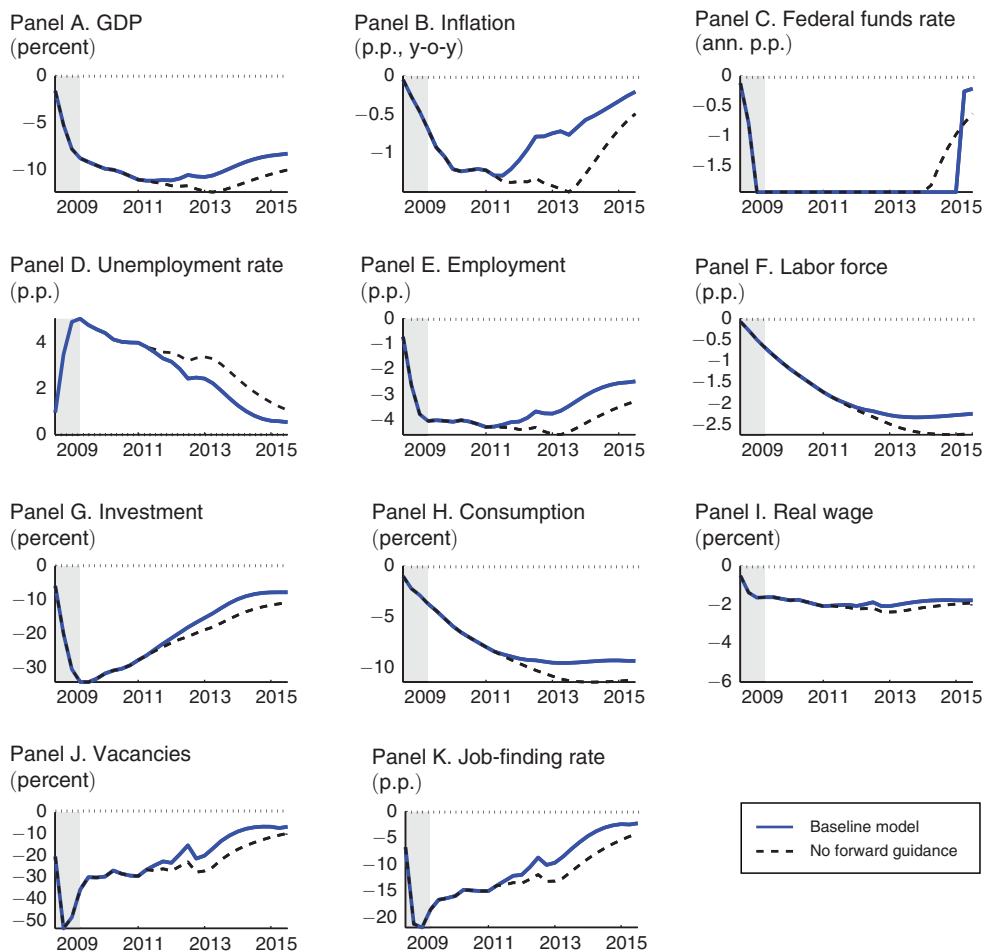 Panel A. GDP
(percent)
0
−5
−10
2009 2011 2013 2015
Panel B. Inflation
(p.p., y-o-y)
0
−0.5
−1
2009 2011 2013 2015
Panel C. Federal funds rate
(ann. p.p.)
0
−0.5
−1
−1.5
2009 2011 2013 2015
Panel D. Unemployment rate
(p.p.)
4
2
0
2009 2011 2013 2015
Panel E. Employment
(p.p.)
0
−1
−2
−3
−4
2009 2011 2013 2015
Panel F. Labor force
(p.p.)
0
−0.5
−1
−1.5
−2
−2.5
2009 2011 2013 2015
Panel G. Investment
(percent)
0
−10
−20
−30
2009 2011 2013 2015
Panel H. Consumption
(percent)
0
−5
−10
2009 2011 2013 2015
Panel I. Real wage
(percent)
0
−2
−4
−6
2009 2011 2013 2015
Panel J. Vacancies
(percent)
0
−10
−20
−30
−40
−50
2009 2011 2013 2015
Panel K. Job-finding rate
(p.p.)
0
−5
−10
−15
−20
2009 2011 2013 2015
Baseline model
No forward guidance